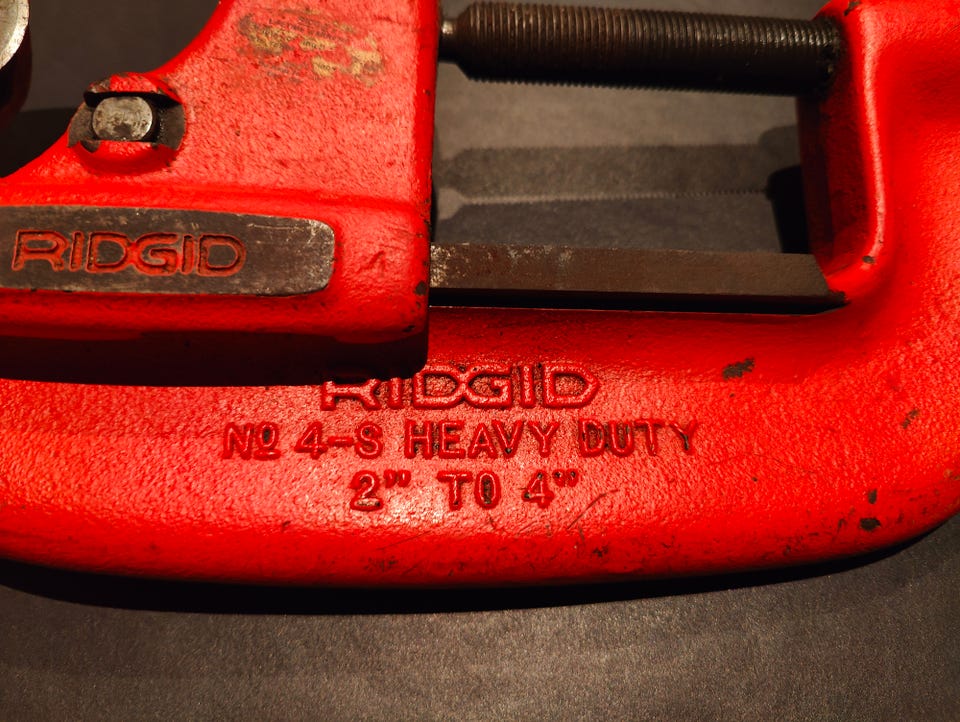 RIDGID
RIDGID
Nº 4-S HEAVY DUTY
2" TO 4"